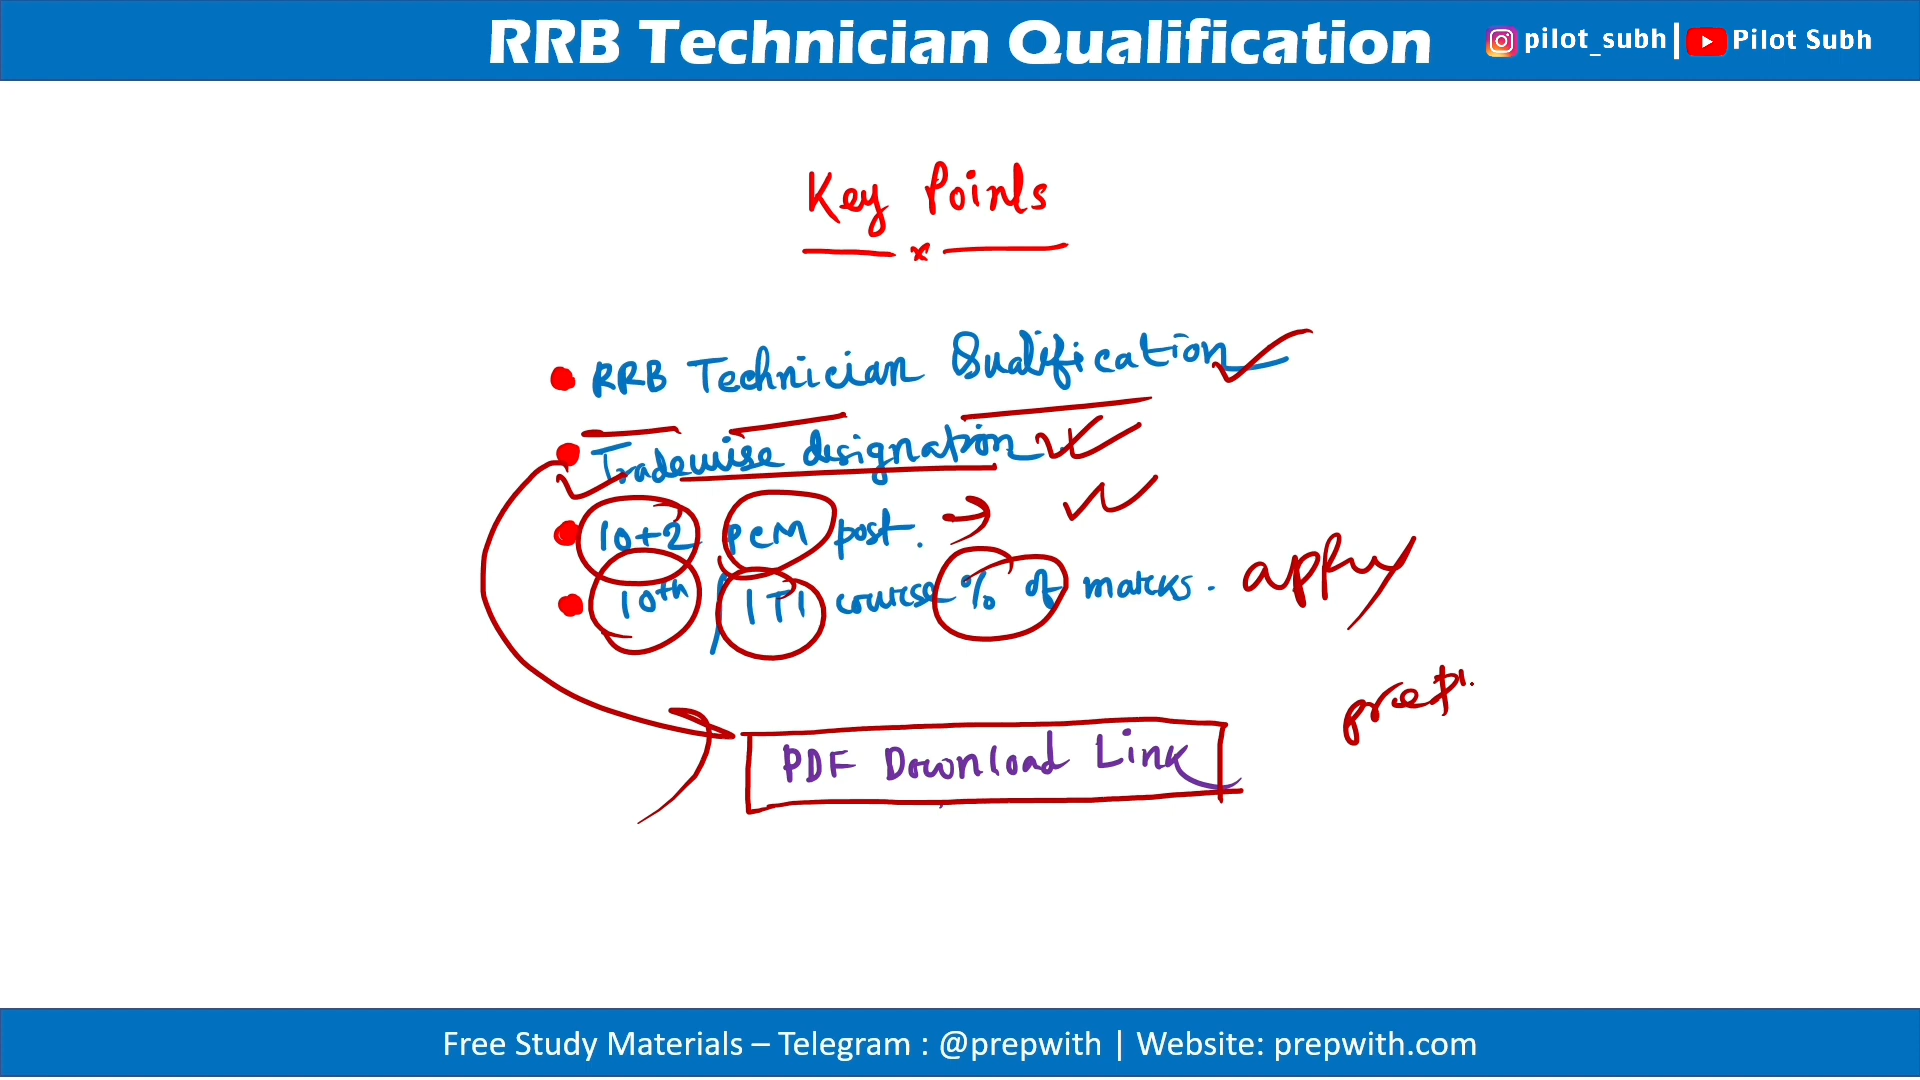 RRB Technician Qualification
pilot_subh | Pilot Subh
Key Points
RRB Technician Qualification
Tradewise designation
10+2 PCM post.
10th / ITI course % of marks.
apply
PDF Download Link
Free Study Materials – Telegram : @prepwith | Website: prepwith.com